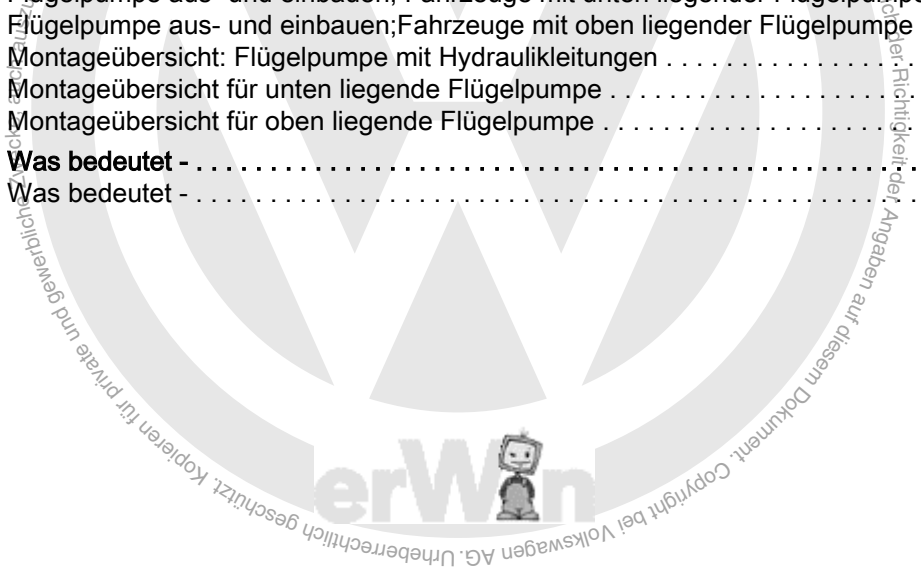 Flügelpumpe aus- und einbauen; Fahrzeuge mit unten liegender Flügelpumpe
Flügelpumpe aus- und einbauen;Fahrzeuge mit oben liegender Flügelpumpe
Montageübersicht: Flügelpumpe mit Hydraulikleitungen . . . . . . . . . . . . . . . . .
Montageübersicht für unten liegende Flügelpumpe . . . . . . . . . . . . . . . . . . . . .
Montageübersicht für oben liegende Flügelpumpe . . . . . . . . . . . . . . . . . . . . .
Was bedeutet - . . . . . . . . . . . . . . . . . . . . . . . . . . . . . . . . . . . . . . . . . . . . . . . . .
Was bedeutet - . . . . . . . . . . . . . . . . . . . . . . . . . . . . . . . . . . . . . . . . . . . . . . . . .
der Richtigkeit der Angaben auf diesem Dokument. Copyright bei Volkswagen AG. Urheberrechtlich geschützt. Kopieren für private und gewerbliche Zwecke, auch
erWin